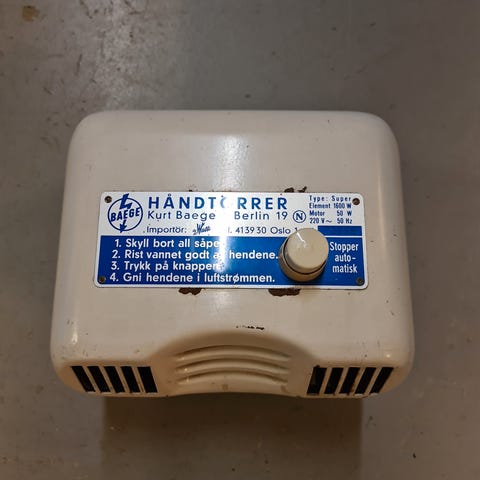 BAEGE
HÅNDTØRRER
Kurt Baege Berlin 19 N
Importör: 413930 Oslo
Type: Super
Element 1600 W
Motor 50 W
220 V ~ 50 Hz
1. Skyll bort all såpe
2. Rist vannet godt av hendene.
3. Trykk på knappen
4. Gni hendene i luftstrømmen.
Stopper
auto-
matisk